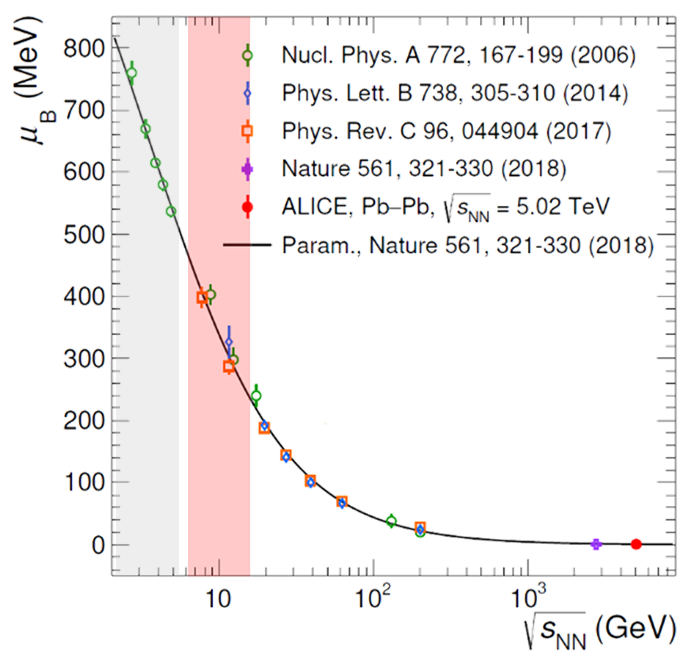 μB (MeV)
800
700
600
500
400
300
200
100
0
Nucl. Phys. A 772, 167-199 (2006)
Phys. Lett. B 738, 305-310 (2014)
Phys. Rev. C 96, 044904 (2017)
Nature 561, 321-330 (2018)
ALICE, Pb–Pb, √sNN = 5.02 TeV
Param., Nature 561, 321-330 (2018)
10 10² 10³
√sNN (GeV)